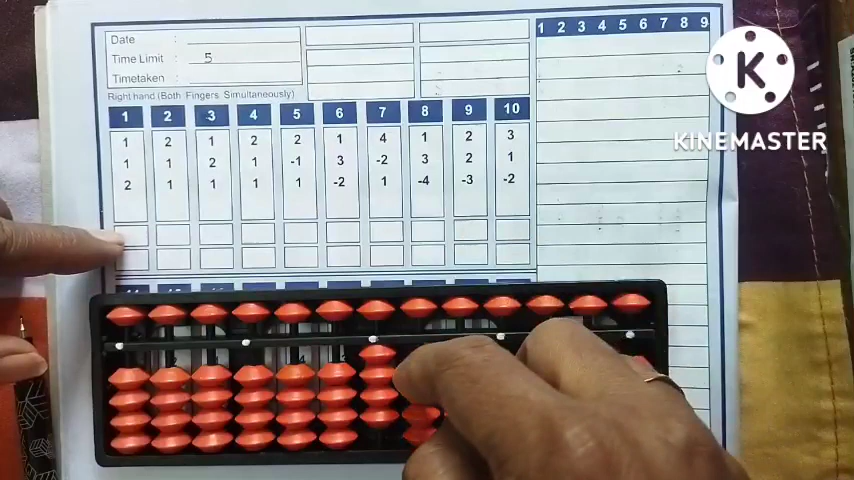 Date :
Time Limit : 5
Timetaken :
Right hand (Both Fingers Simultaneously)
1 2 3 4 5 6 7 8 9 10
1 2 1 2 2 1 4 1 2 3
1 1 2 1 -1 3 -2 3 2 1
2 1 1 1 1 -2 1 -4 -3 -2
1 2 3 4 5 6 7 8 9
K
KINEMASTER